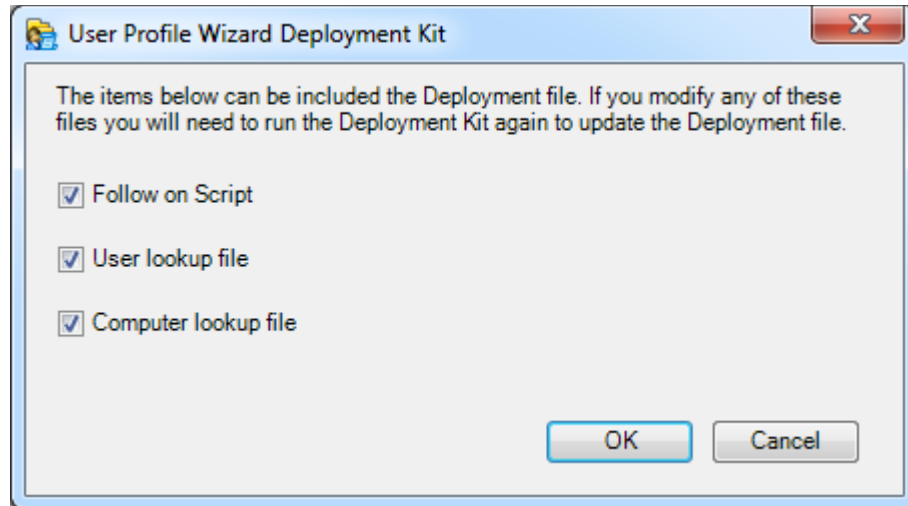 User Profile Wizard Deployment Kit
The items below can be included the Deployment file. If you modify any of these
files you will need to run the Deployment Kit again to update the Deployment file.
Follow on Script
User lookup file
Computer lookup file
OK
Cancel